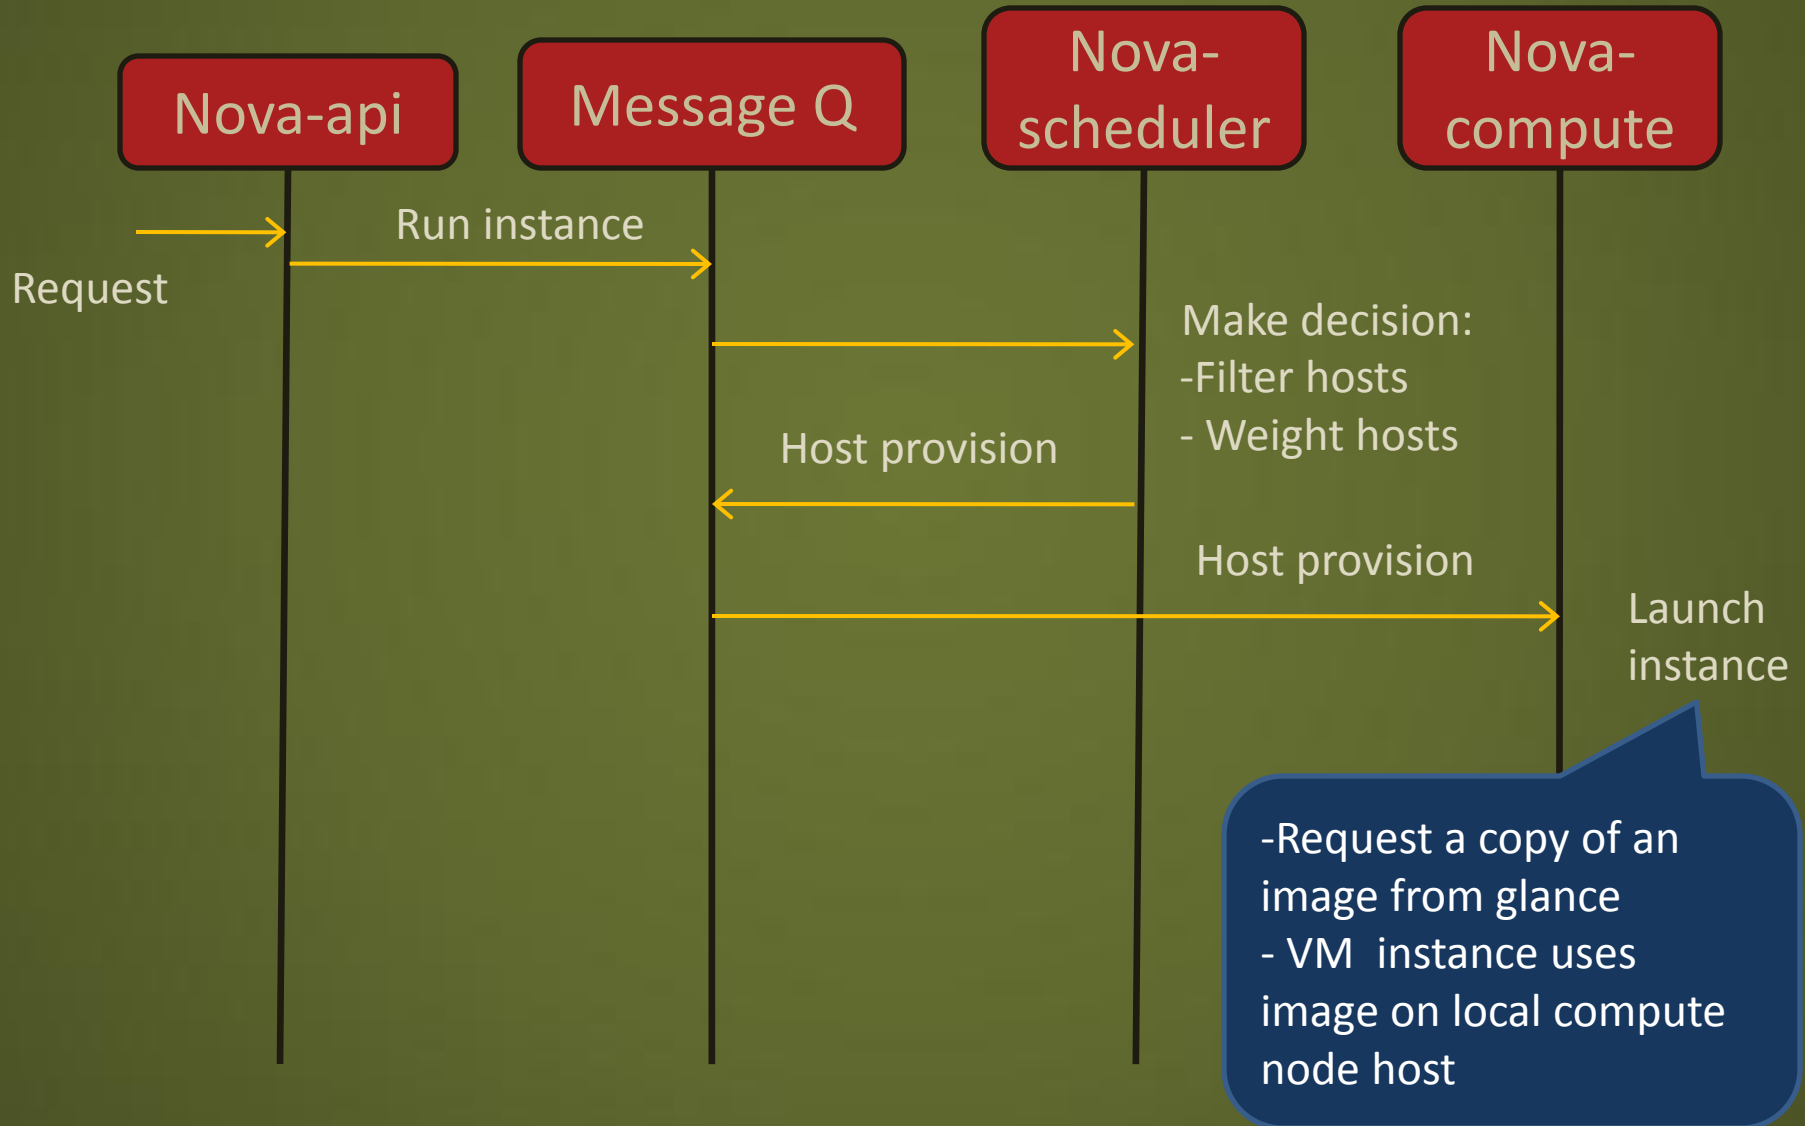 Nova-api
Message Q
Nova-
scheduler
Nova-
compute
Run instance
Request
Make decision:
-Filter hosts
- Weight hosts
Host provision
Host provision
Launch
instance
-Request a copy of an
image from glance
- VM  instance uses
image on local compute
node host